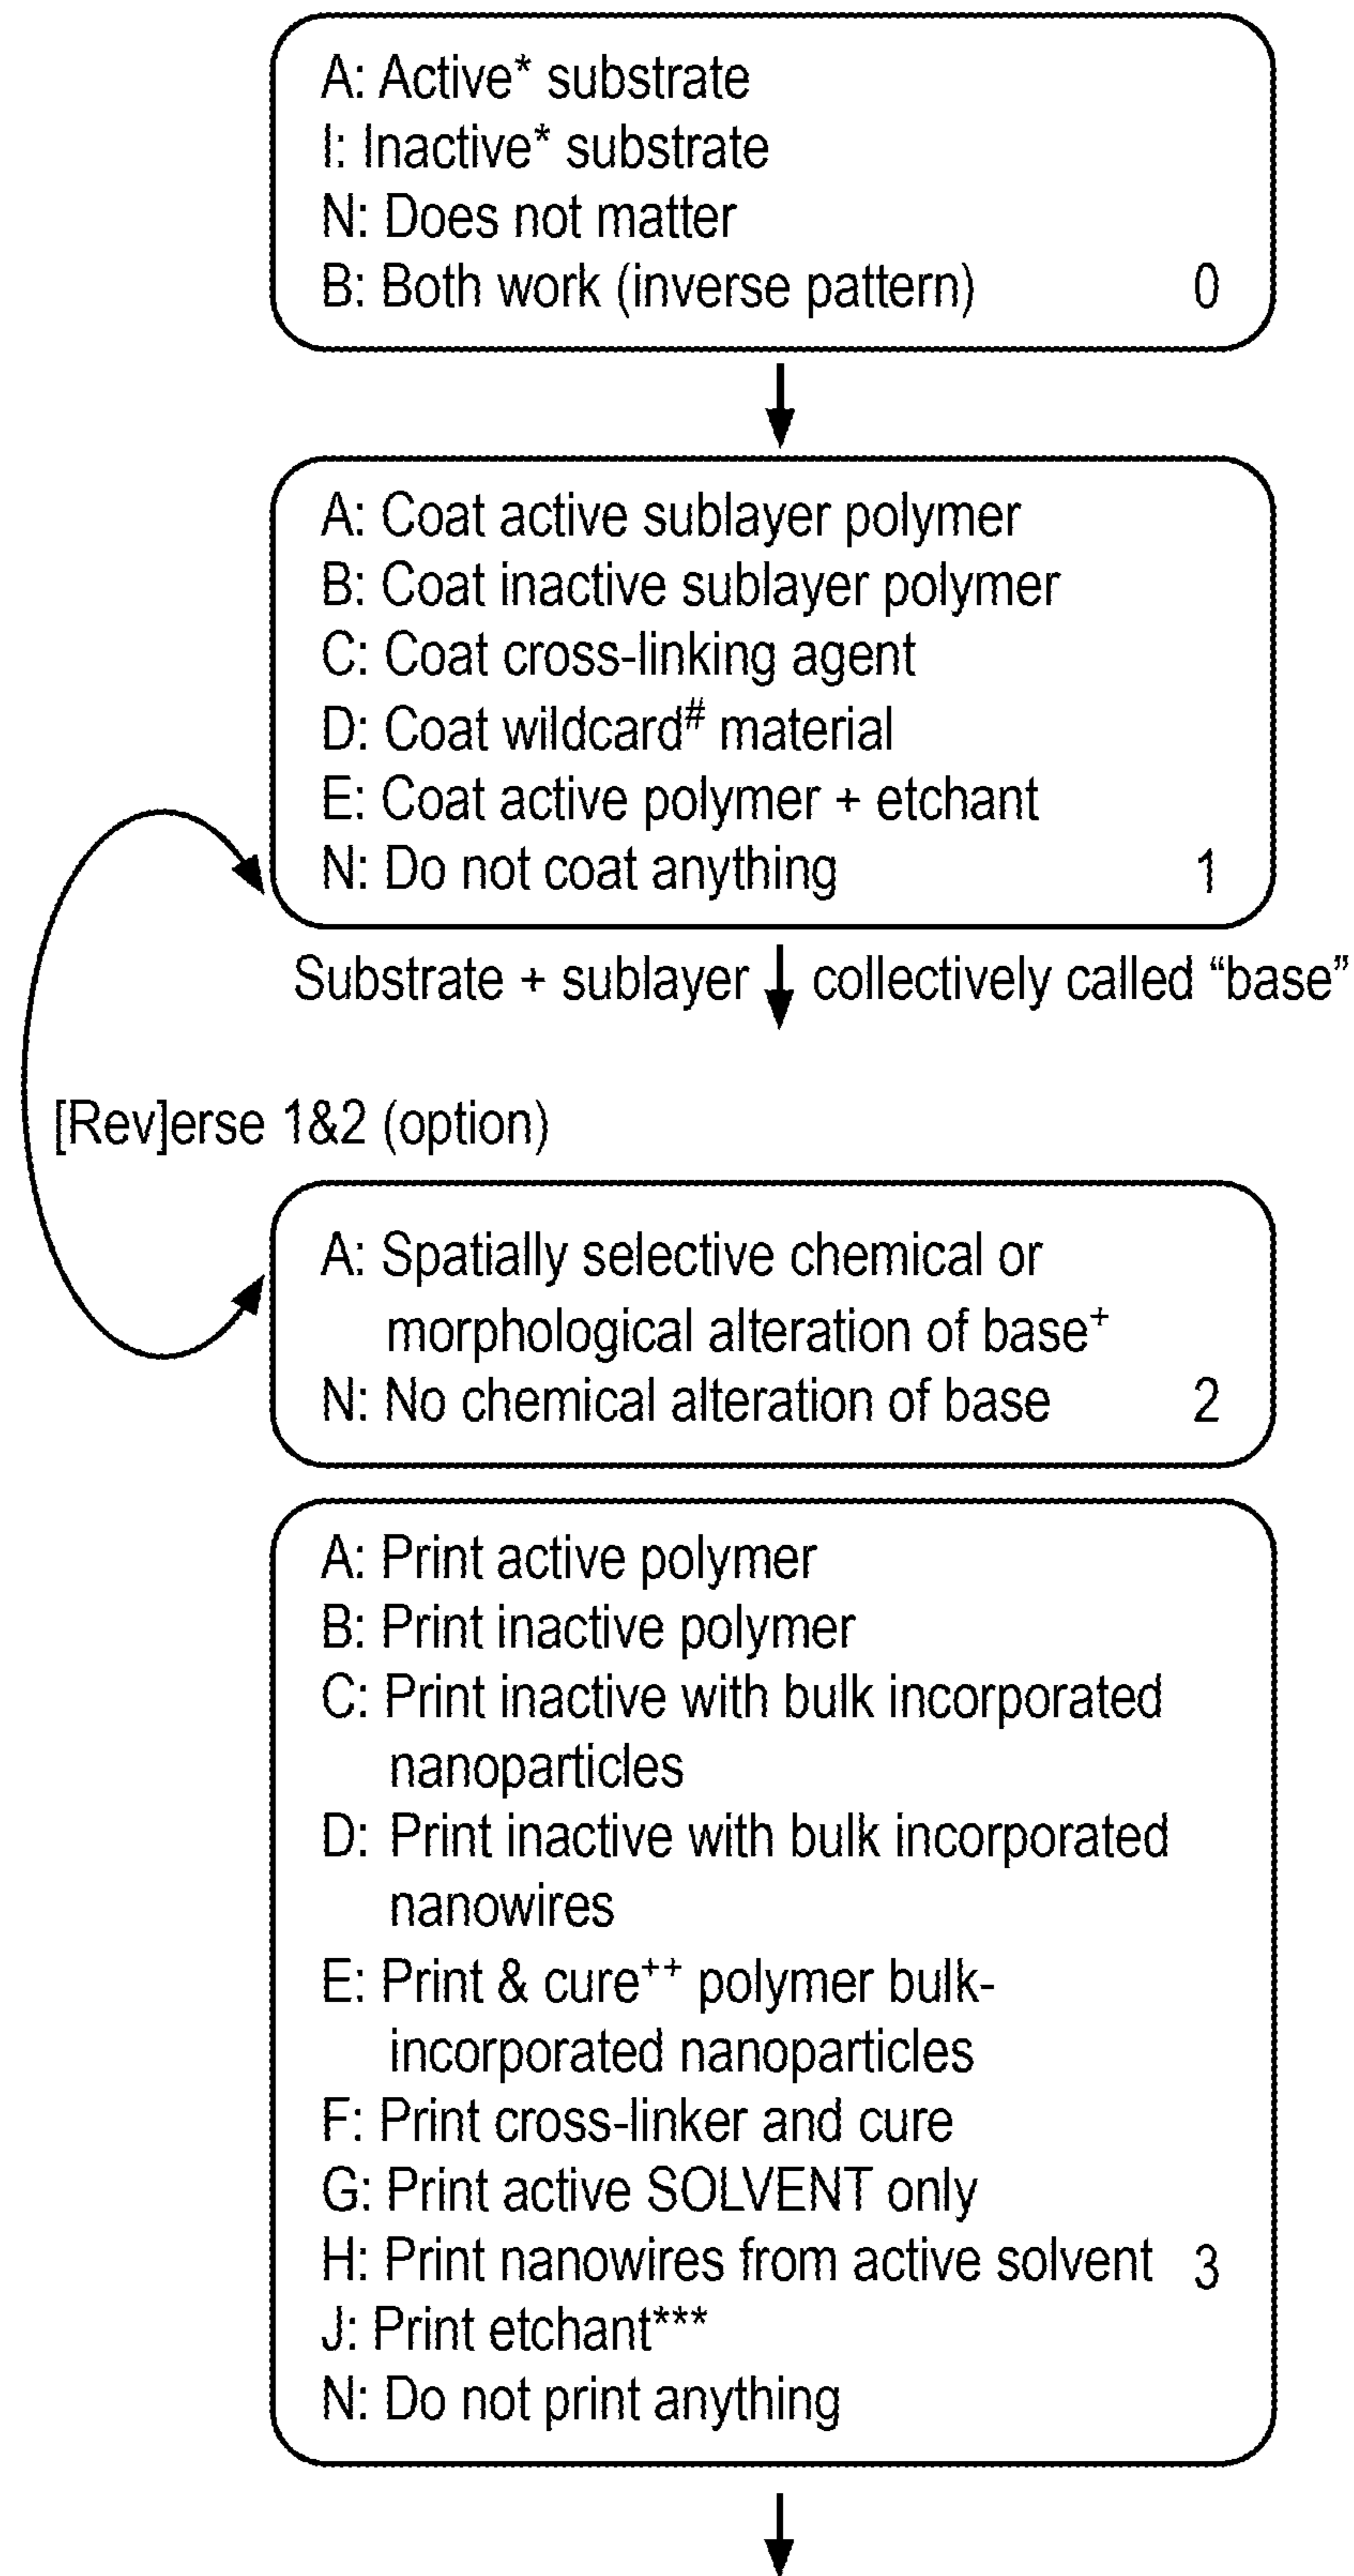 A: Active* substrate
I: Inactive* substrate
N: Does not matter
B: Both work (inverse pattern) 0
A: Coat active sublayer polymer
B: Coat inactive sublayer polymer
C: Coat cross-linking agent
D: Coat wildcard# material
E: Coat active polymer + etchant
N: Do not coat anything 1
Substrate + sublayer collectively called “base”
[Rev]erse 1&2 (option)
A: Spatially selective chemical or
morphological alteration of base+
N: No chemical alteration of base 2
A: Print active polymer
B: Print inactive polymer
C: Print inactive with bulk incorporated
nanoparticles
D: Print inactive with bulk incorporated
nanowires
E: Print & cure++ polymer bulk-
incorporated nanoparticles
F: Print cross-linker and cure
G: Print active SOLVENT only
H: Print nanowires from active solvent 3
J: Print etchant***
N: Do not print anything